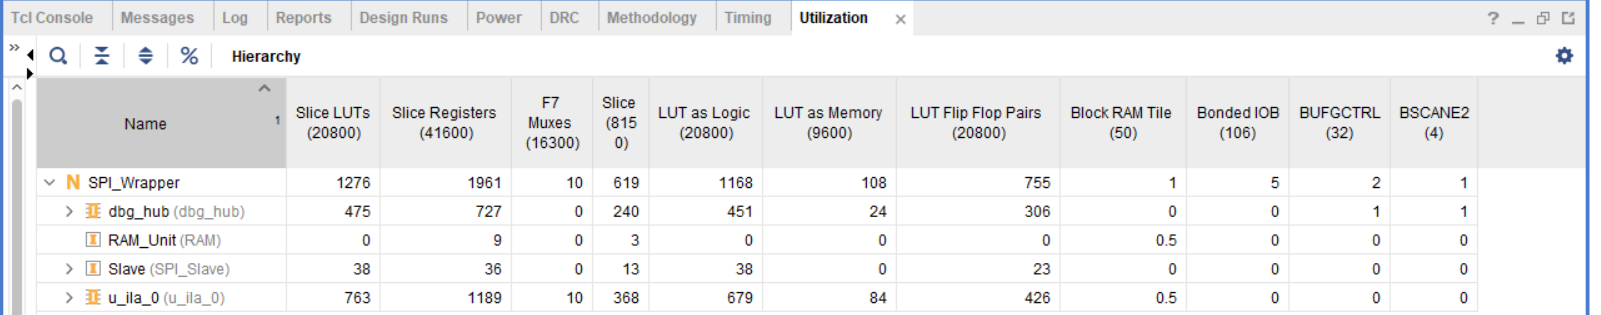 Tcl Console Messages Log Reports Design Runs Power DRC Methodology Timing Utilization × ? _
» Hierarchy %
Name 1 Slice LUTs (20800) Slice Registers (41600) F7 Muxes (16300) Slice (8150) LUT as Logic (20800) LUT as Memory (9600) LUT Flip Flop Pairs (20800) Block RAM Tile (50) Bonded IOB (106) BUFGCTRL (32) BSCANE2 (4)
N SPI_Wrapper 1276 1961 10 619 1168 108 755 1 5 2 1
dbg_hub (dbg_hub) 475 727 0 240 451 24 306 0 0 1 1
I RAM_Unit (RAM) 0 9 0 3 0 0 0 0.5 0 0 0
I Slave (SPI_Slave) 38 36 0 13 38 0 23 0 0 0 0
u_ila_0 (u_ila_0) 763 1189 10 368 679 84 426 0.5 0 0 0